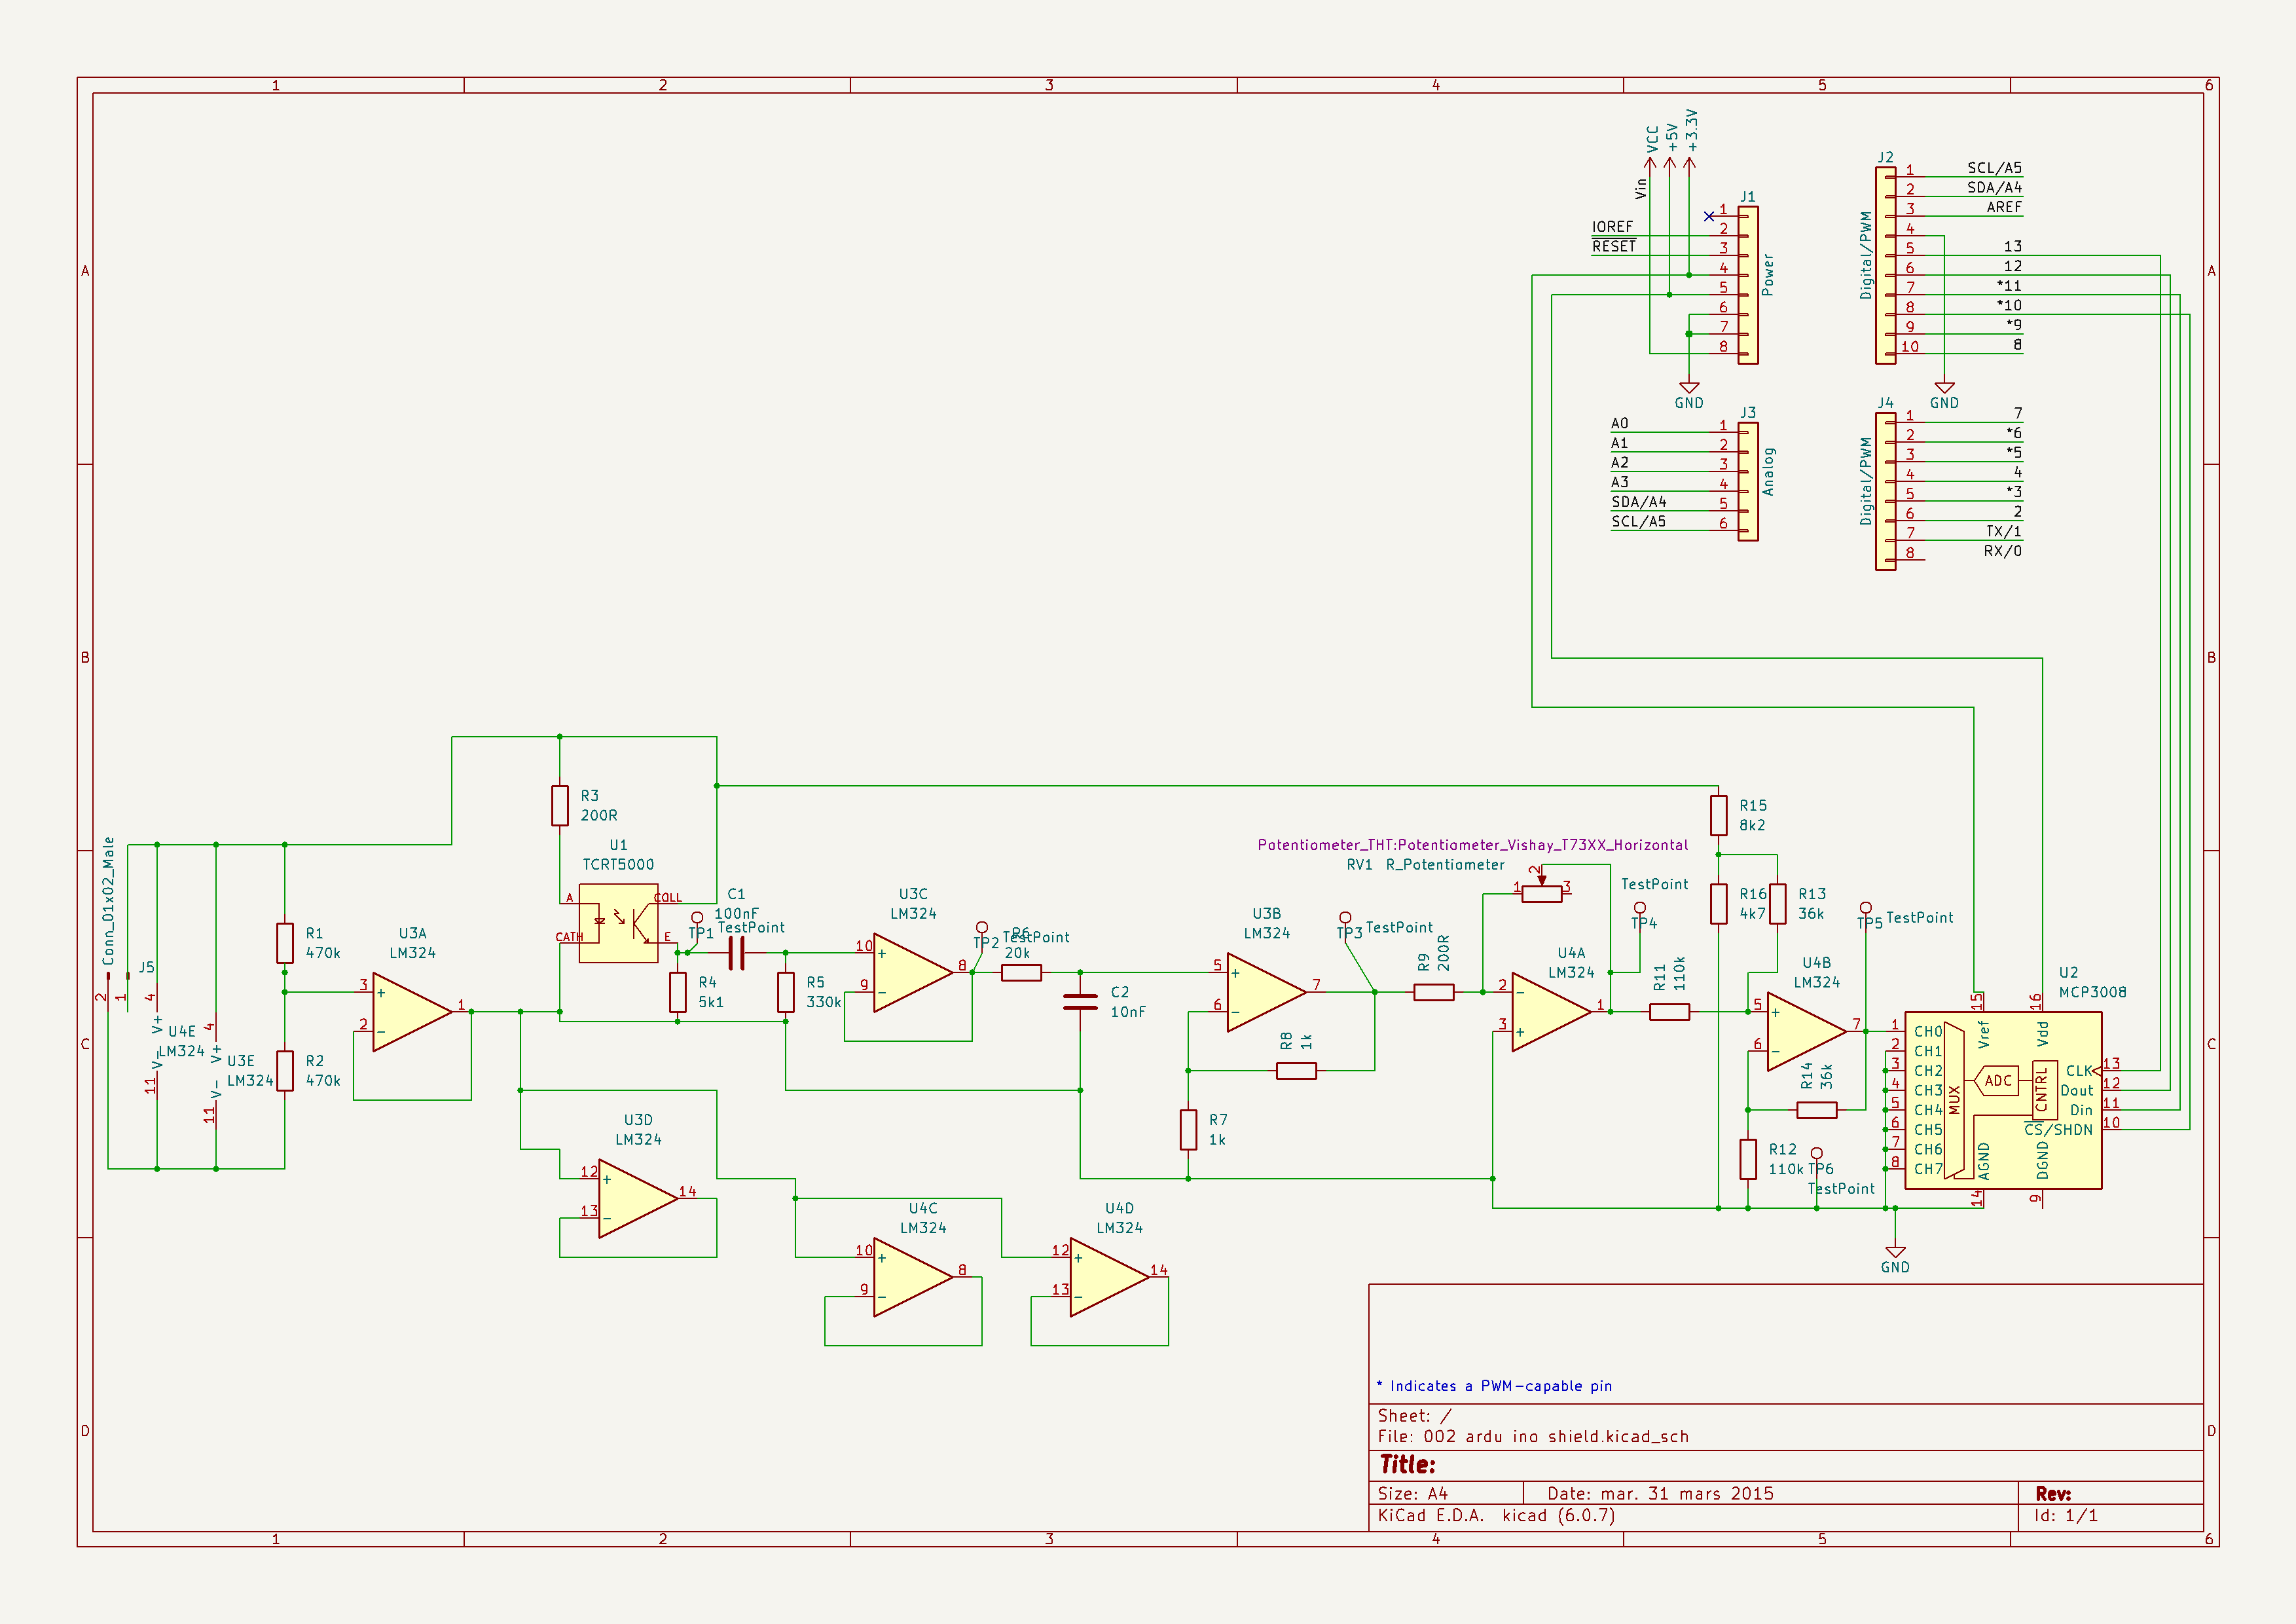 1 2 3 4 5 6
A
B
C
D
A
B
C
D
1 2 3 4 5 6
VCC
+5V
+3.3V
Vin
IOREF
RESET
J1
Power
1
2
3
4
5
6
7
8
GND
J2
Digital/PWM
1 SCL/A5
2 SDA/A4
3 AREF
4
5 13
6 12
7 *11
8 *10
9 *9
10 8
GND
J3
Analog
A0 1
A1 2
A2 3
A3 4
SDA/A4 5
SCL/A5 6
J4
Digital/PWM
1 7
2 *6
3 *5
4 4
5 *3
6 2
7 TX/1
8 RX/0
Conn_01x02_Male
J5
2
1
4
V+
U4E
LM324
V-
11
4
V+
U3E
LM324
V-
11
R1
470k
R2
470k
U3A
LM324
3
+
2
−
1
R3
200R
U1
TCRT5000
A
COLL
CATH
E
TP1
TestPoint
C1
100nF
R4
5k1
R5
330k
U3C
LM324
10
+
9
−
8
TP2
TestPoint
R6
20k
C2
10nF
U3D
LM324
12
+
13
−
14
U4C
LM324
10
+
9
−
8
U4D
LM324
12
+
13
−
14
U3B
LM324
5
+
6
−
7
R7
1k
R8
1k
TP3
TestPoint
R9
200R
Potentiometer_THT:Potentiometer_Vishay_T73XX_Horizontal
RV1 R_Potentiometer
1
2
3
U4A
LM324
2
−
3
+
1
TestPoint
TP4
R11
110k
R15
8k2
R16
4k7
R13
36k
U4B
LM324
5
+
6
−
7
TP5
TestPoint
R14
36k
R12
110k
TP6
TestPoint
GND
U2
MCP3008
15
16
Vref
Vdd
1 CH0
2 CH1
3 CH2
4 CH3
5 CH4
6 CH5
7 CH6
8 CH7
MUX
ADC
CNTRL
CLK 13
Dout 12
Din 11
CS/SHDN 10
AGND
DGND
14
9
* Indicates a PWM-capable pin
Sheet: /
File: 002 ardu ino shield.kicad_sch
Title:
Size: A4
Date: mar. 31 mars 2015
Rev:
KiCad E.D.A. kicad (6.0.7)
Id: 1/1